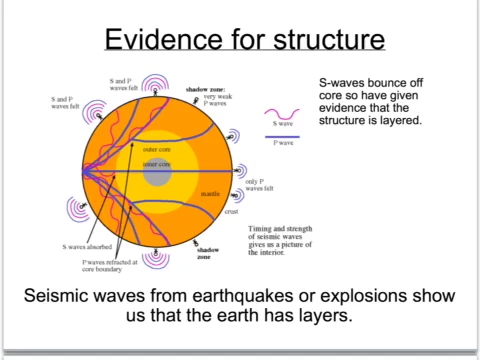 Evidence for structure
S and P
waves felt
shadow zone:
very weak
P waves
S and P
waves felt
S wave
P wave
S-waves bounce off
core so have given
evidence that the
structure is layered.
outer core
inner core
only P
waves felt
mantle
crust
Timing and strength
of seismic waves
gives us a picture of
the interior.
S-waves absorbed
P waves refracted at
core boundary
shadow
zone
Seismic waves from earthquakes or explosions show
us that the earth has layers.